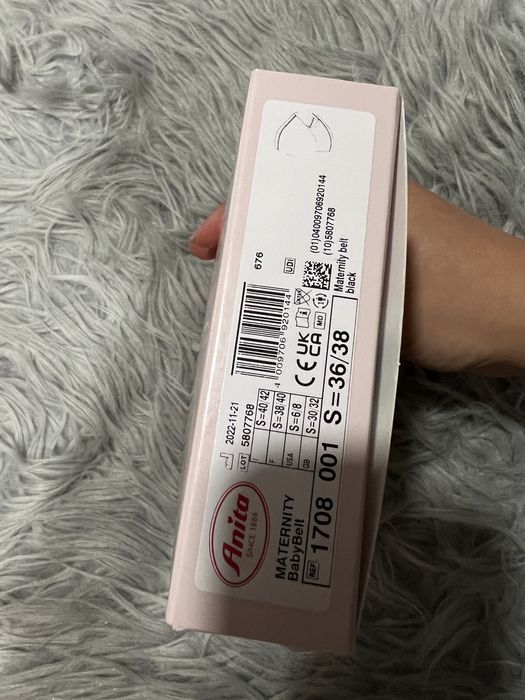 Anita
SINCE 1886
MATERNITY
BabyBelt
REF 1708 001 S=36/38
2022-11-21
LOT 5807768
I S=40/42
F S=38/40
USA S=6/8
GB S=30/32
4 009706 920144
676
CE UK CA
MD
UDI
(01)04009706920144
(10)5807768
Maternity belt
black